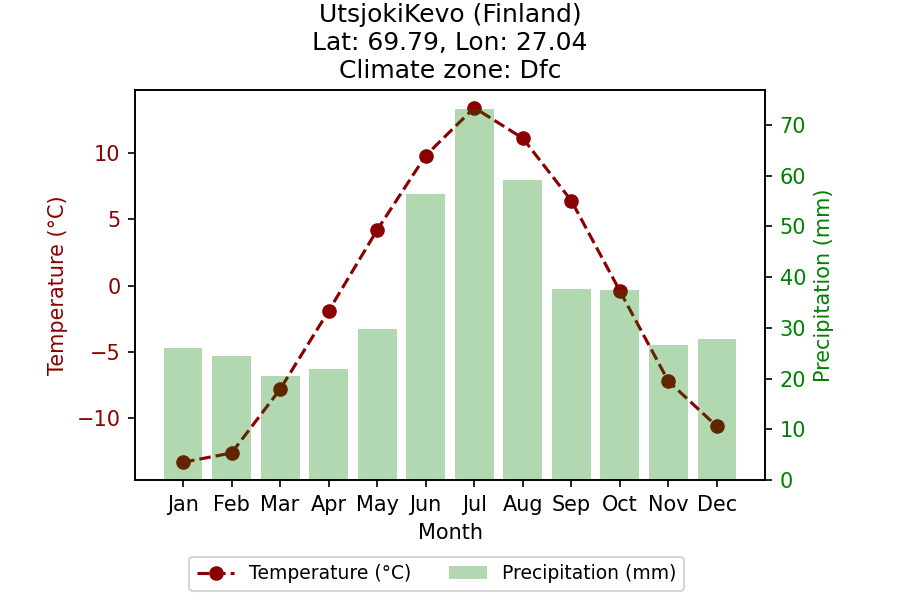 UtsjokiKevo (Finland)
Lat: 69.79, Lon: 27.04
Climate zone: Dfc
Temperature (°C)
10
5
0
−5
−10
70
60
50
40
30
20
10
0
Precipitation (mm)
Jan Feb Mar Apr May Jun Jul Aug Sep Oct Nov Dec
Month
Temperature (°C) Precipitation (mm)